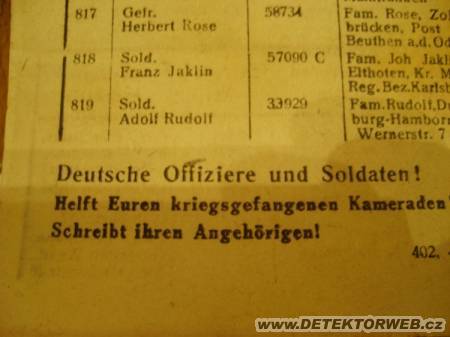 817 Gefr. 58734 Fam. Rose,
Herbert Rose brücken, Post
Beuthen a.d.
818 Sold. 57090 C Fam. Joh
Franz Jaklin Elthoten, Kr. M
Reg. Bez.
819 Sold. 33929 Fam. Rudolf,
Adolf Rudolf burg-Hamborn
Wernerstr. 7
Deutsche Offiziere und Soldaten!
Helft Euren kriegsgefangenen Kameraden!
Schreibt ihren Angehörigen!
402.
WWW.DETEKTORWEB.CZ